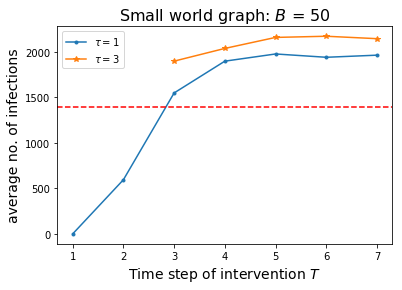 Small world graph: B = 50
τ = 1
τ = 3
average no. of infections
2000
1500
1000
500
0
1 2 3 4 5 6 7
Time step of intervention T